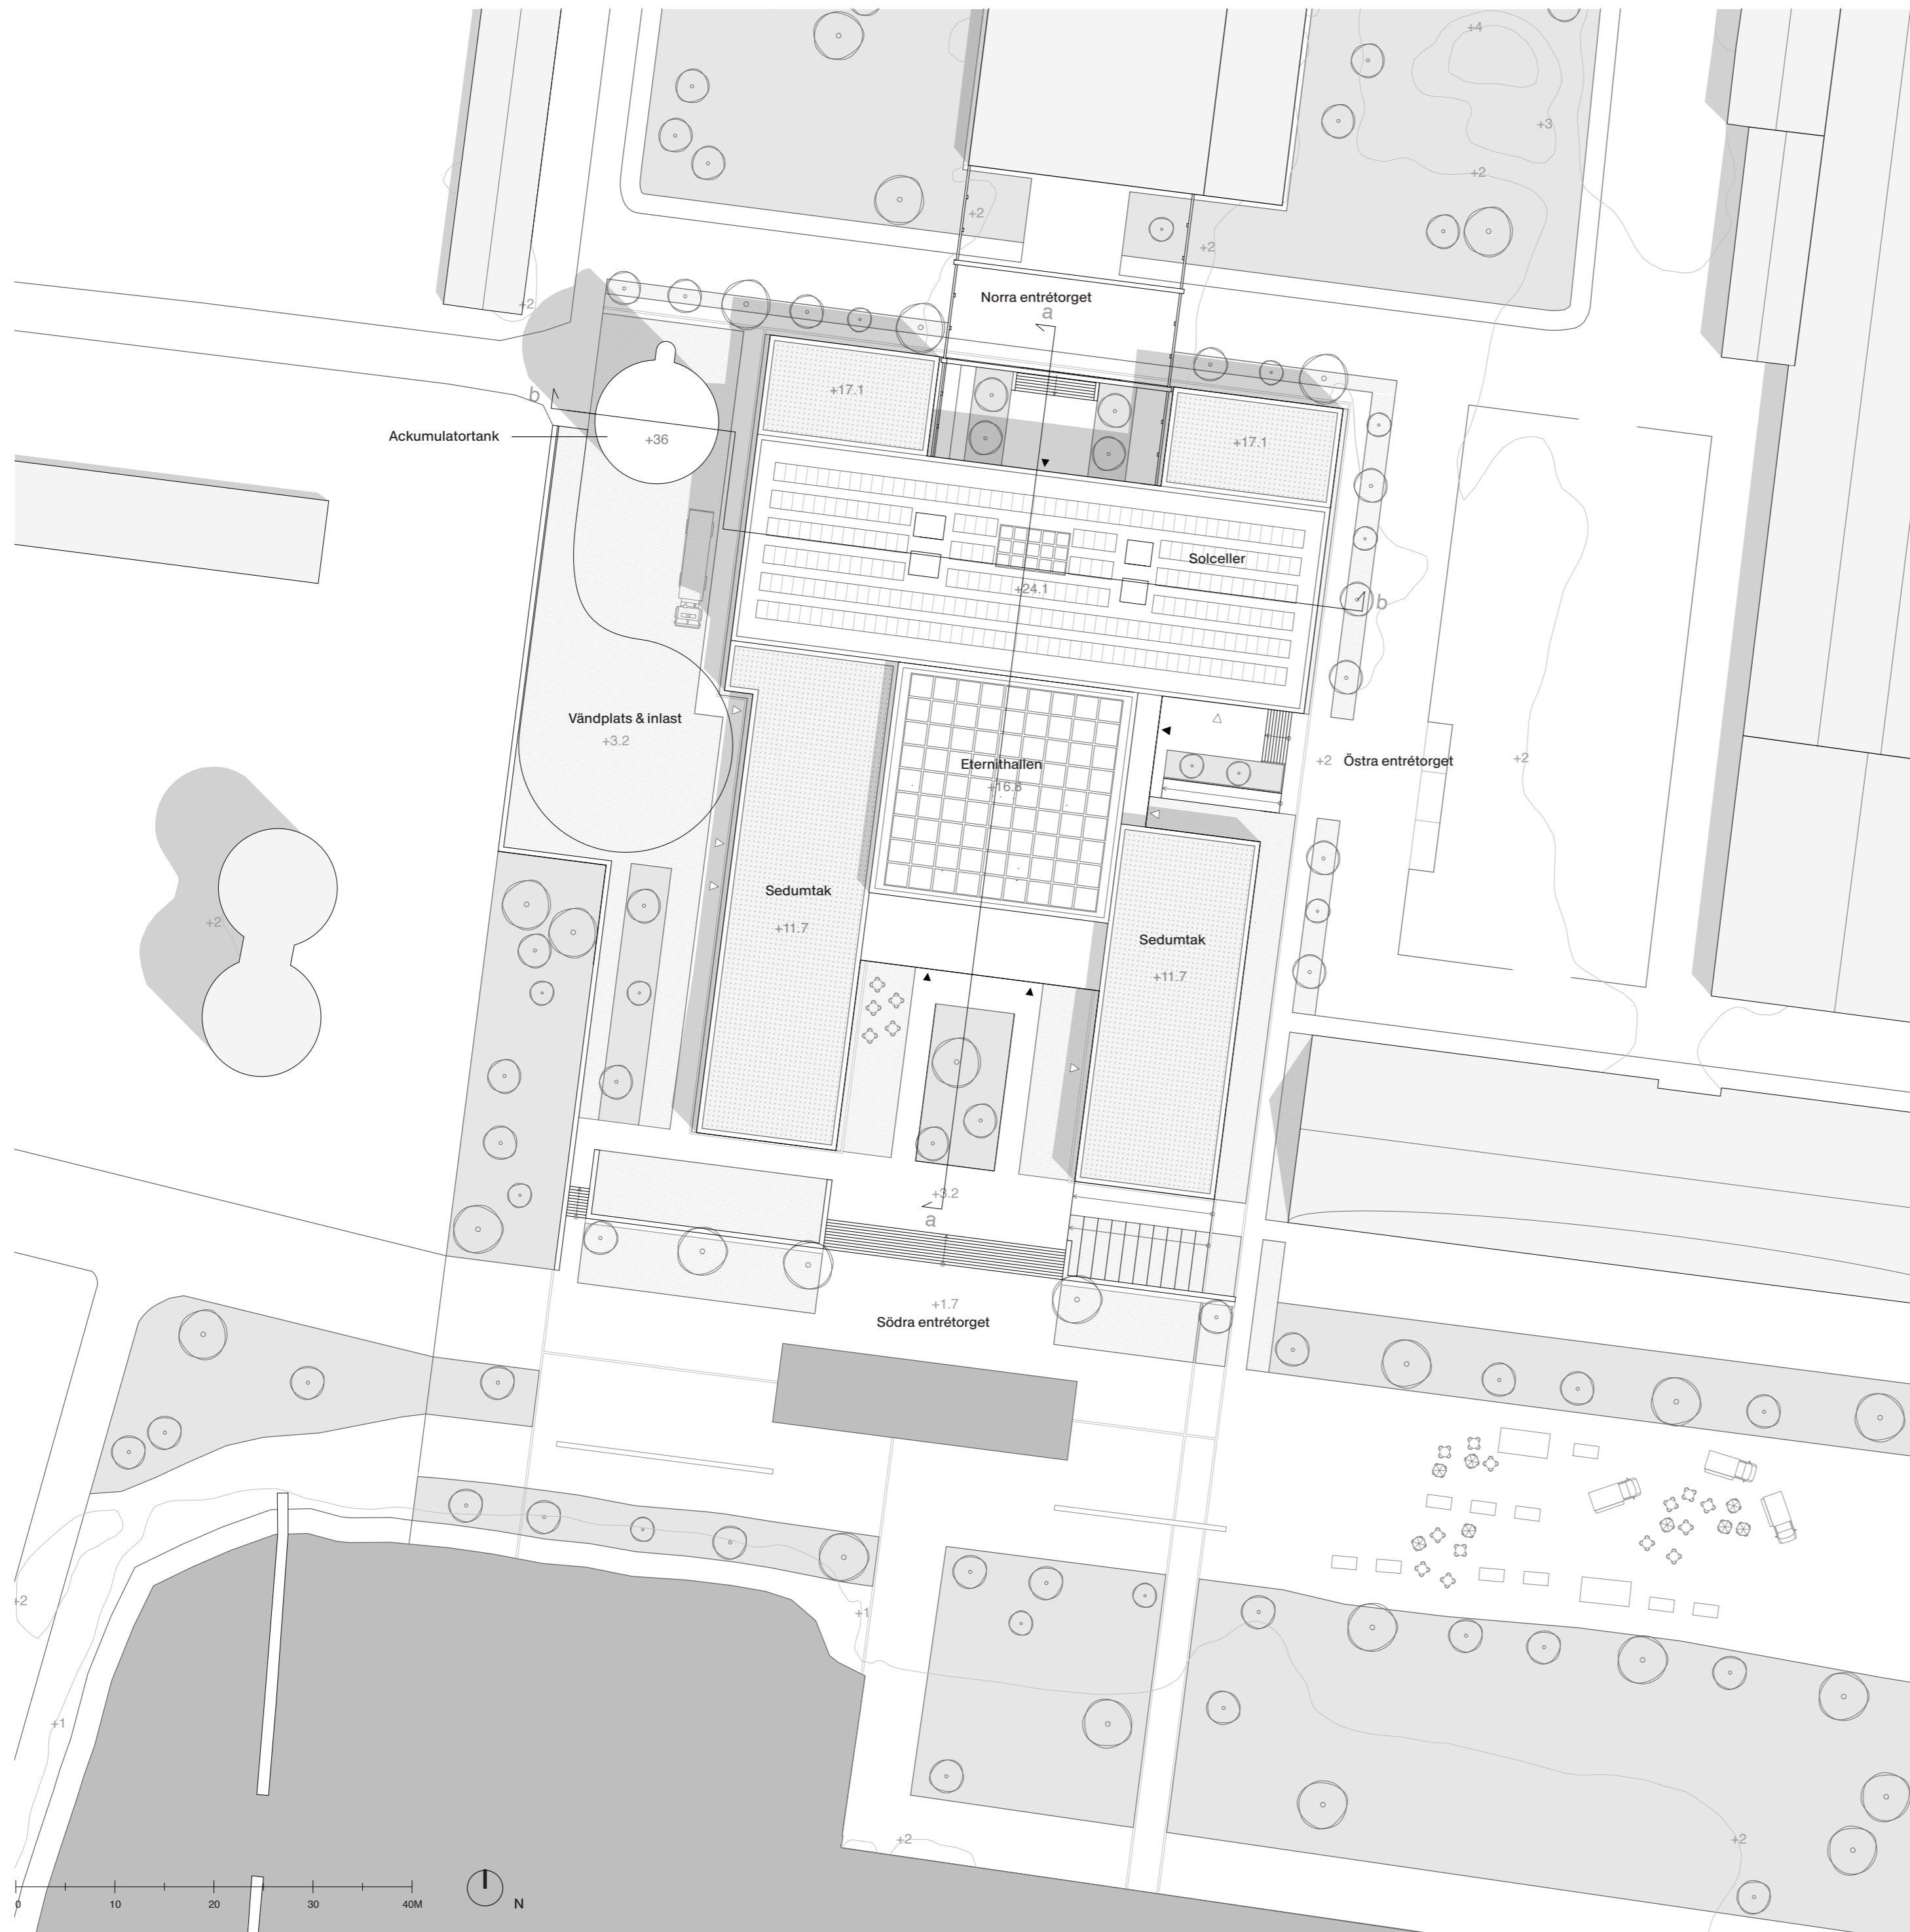 +4
+3
+2
+2
+2
+2
Norra entrétorget
a
b
+17.1
Ackumulatortank
+36
+17.1
Solceller
+24.1
b
Vändplats & inlast
+3.2
+2
Östra entrétorget
+2
Eternithallen
+16.8
Sedumtak
+11.7
+2
Sedumtak
+11.7
+3.2
a
+1.7
Södra entrétorget
+2
+1
+1
+2
+2
0
10
20
30
40M
N